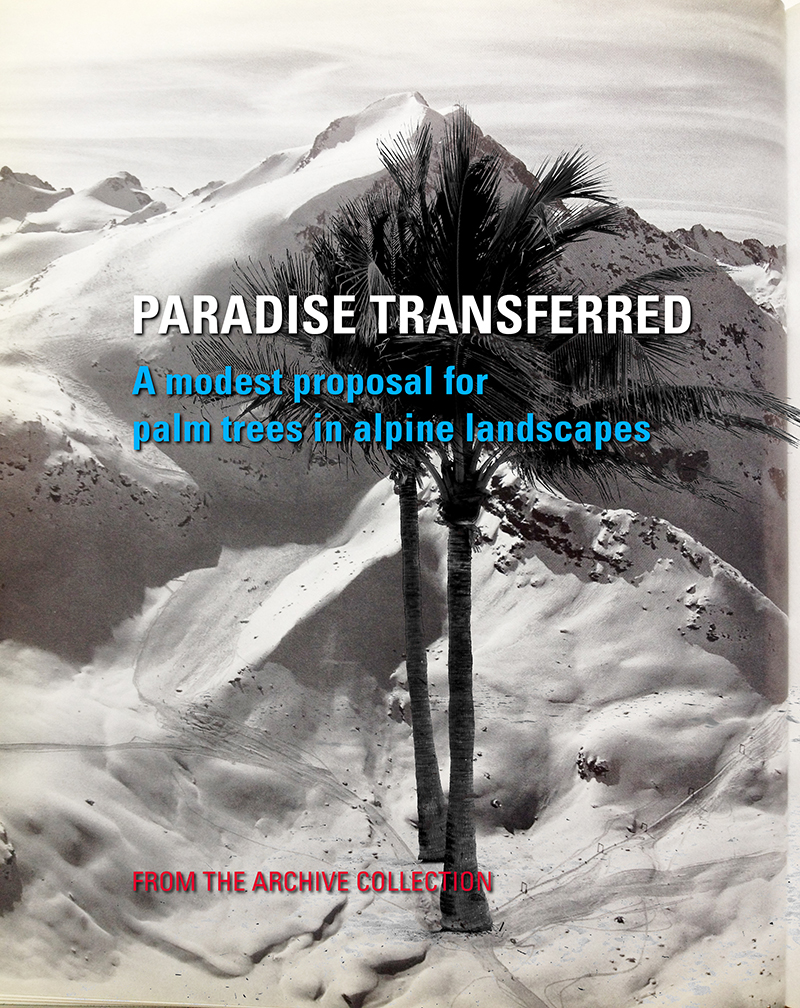 PARADISE TRANSFERRED
A modest proposal for
palm trees in alpine landscapes
FROM THE ARCHIVE COLLECTION